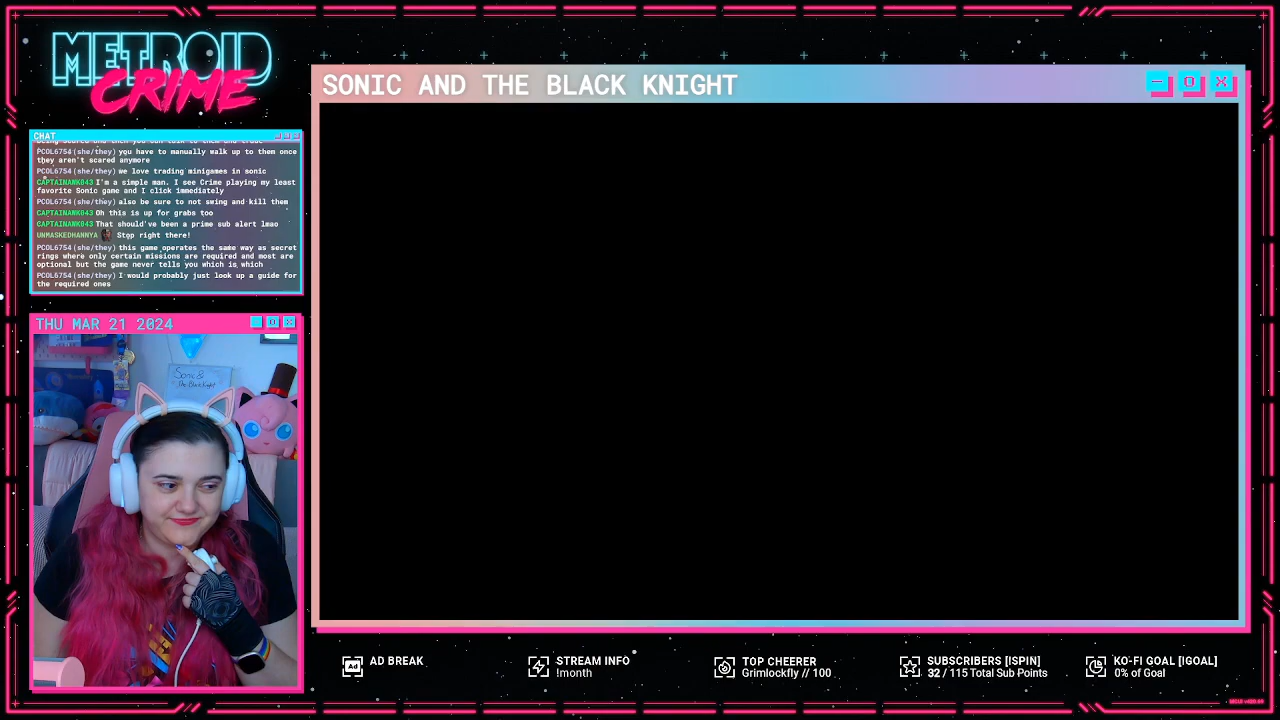 METROID
CRIME
SONIC AND THE BLACK KNIGHT
CHAT
PCOL6754(she/they) you have to manually walk up to them once
they aren't scared anymore
PCOL6754(she/they) we love trading minigames in sonic
CAPTAINANK043 I'm a simple man. I see Crime playing my least
favorite Sonic game and I click immediately
PCOL6754(she/they) also be sure to not swing and kill them
CAPTAINANK043 Oh this is up for grabs too
CAPTAINANK043 That should've been a prime sub alert lmao
UNMASKEDHANNYA Stop right there!
PCOL6754(she/they) this game operates the same way as secret
rings where only certain missions are required and most are
optional but the game never tells you which is which
PCOL6754(she/they) I would probably just look up a guide for
the required ones
THU MAR 21 2024
Sonic &
The Black Knight
Ad
AD BREAK
STREAM INFO
!month
TOP CHEERER
Grimlockfly // 100
SUBSCRIBERS [!SPIN]
32 / 115 Total Sub Points
KO-FI GOAL [!GOAL]
0% of Goal